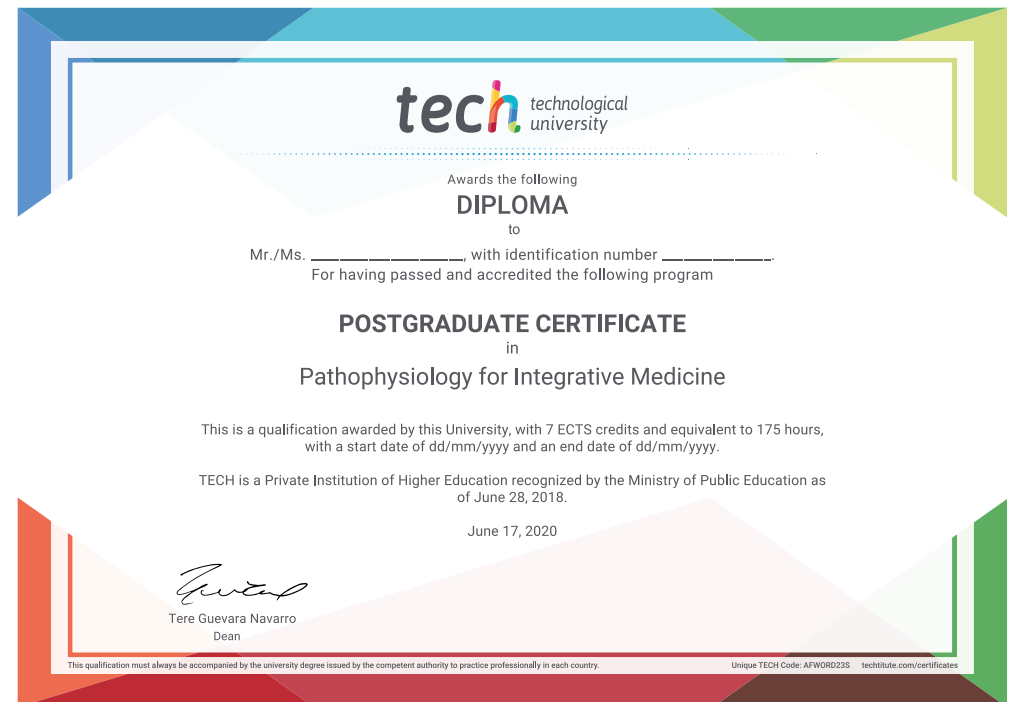 tech technological
university
Awards the following
DIPLOMA
to
Mr./Ms. ____________________, with identification number ______________.
For having passed and accredited the following program
POSTGRADUATE CERTIFICATE
in
Pathophysiology for Integrative Medicine
This is a qualification awarded by this University, with 7 ECTS credits and equivalent to 175 hours,
with a start date of dd/mm/yyyy and an end date of dd/mm/yyyy.
TECH is a Private Institution of Higher Education recognized by the Ministry of Public Education as
of June 28, 2018.
June 17, 2020
Tere Guevara Navarro
Dean
This qualification must always be accompanied by the university degree issued by the competent authority to practice professionally in each country.
Unique TECH Code: AFWORD23S techtitute.com/certificates